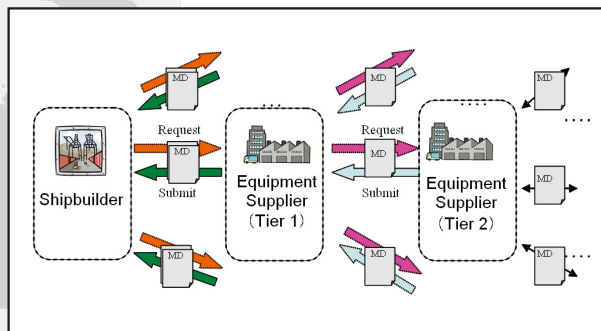 MD
MD
MD
Request
Request
MD
MD
MD
Shipbuilder
Equipment
Supplier
(Tier 1)
Equipment
Supplier
(Tier 2)
Submit
Submit
MD
MD
MD